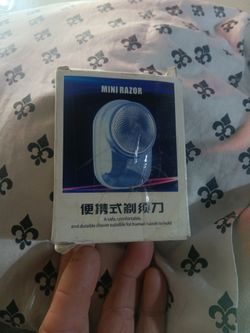 MINI RAZOR
便携式剃须刀
A safe, comfortable,
and durable shaver suitable for human hands to hold